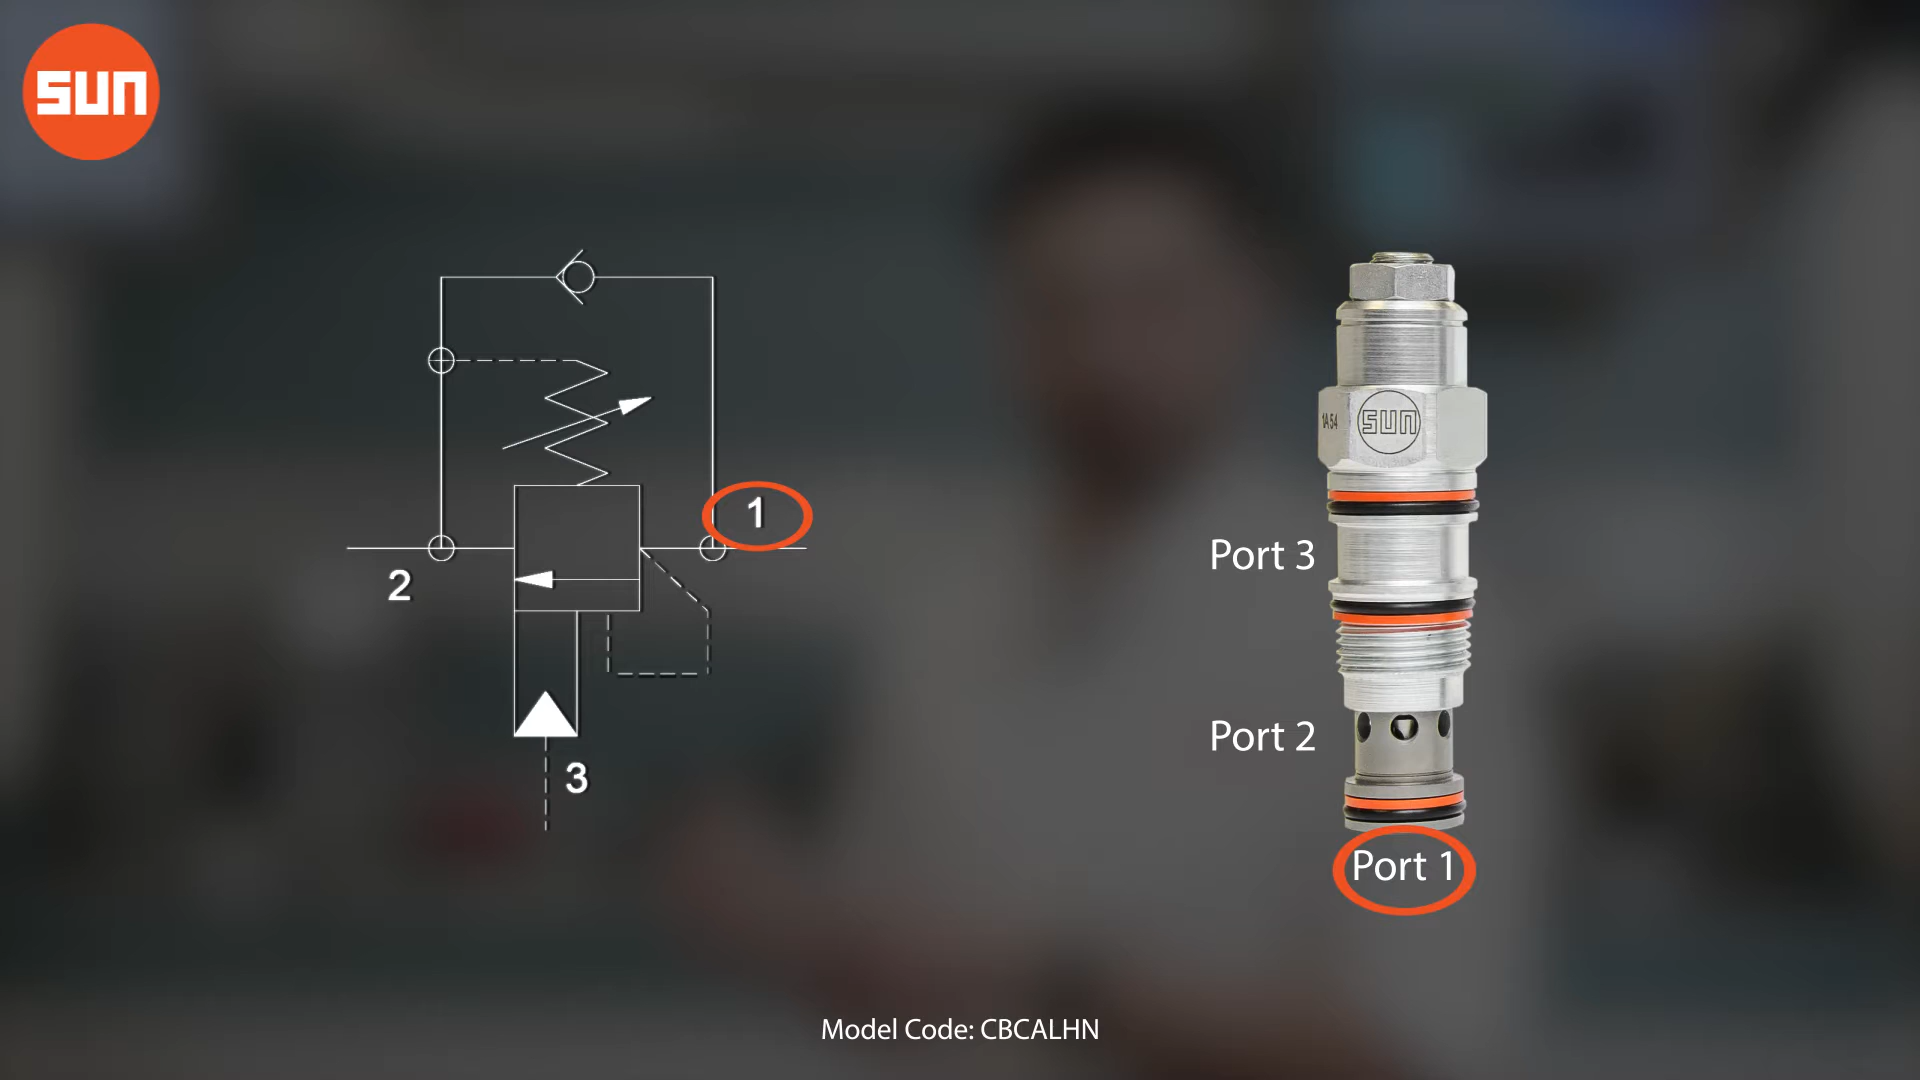 SUN
1
2
3
1A54
SUN
Port 3
Port 2
Port 1
Model Code: CBCALHN